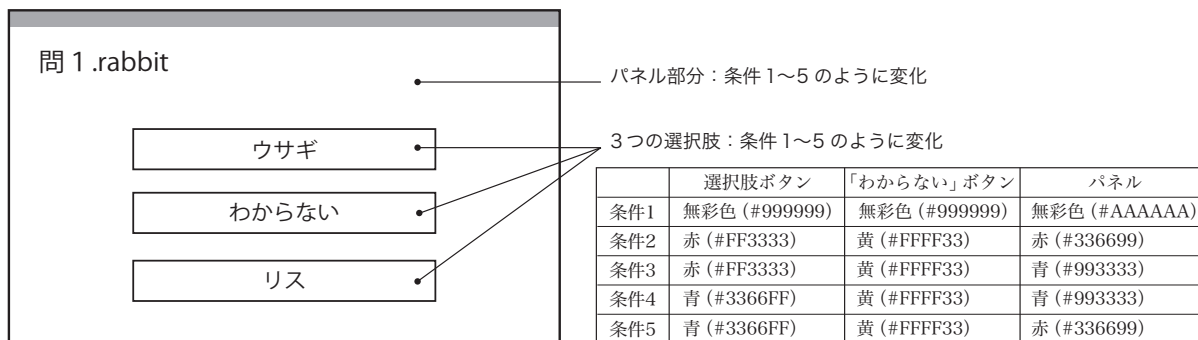 問 1 .rabbit
ウサギ
わからない
リス
パネル部分：条件 1～5 のように変化
３つの選択肢：条件 1～5 のように変化
選択肢ボタン 「わからない」ボタン パネル
条件1 無彩色 (#999999) 無彩色 (#999999) 無彩色 (#AAAAAA)
条件2 赤 (#FF3333) 黄 (#FFFF33) 赤 (#336699)
条件3 赤 (#FF3333) 黄 (#FFFF33) 青 (#993333)
条件4 青 (#3366FF) 黄 (#FFFF33) 青 (#993333)
条件5 青 (#3366FF) 黄 (#FFFF33) 赤 (#336699)